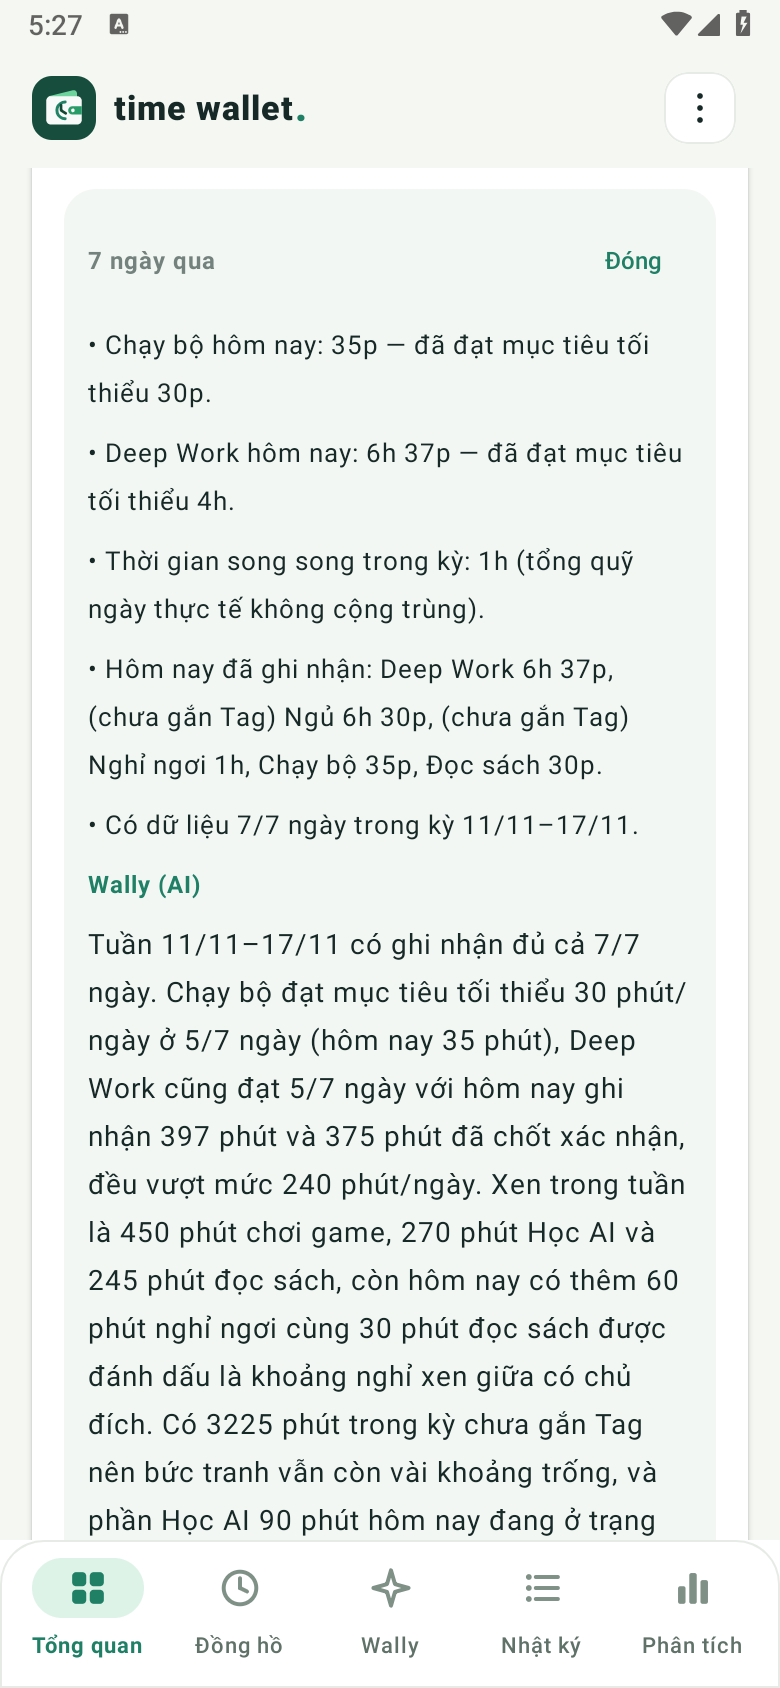 5:27
A
time wallet.
7 ngày qua
Đóng
• Chạy bộ hôm nay: 35p — đã đạt mục tiêu tối
thiểu 30p.
• Deep Work hôm nay: 6h 37p — đã đạt mục tiêu
tối thiểu 4h.
• Thời gian song song trong kỳ: 1h (tổng quỹ
ngày thực tế không cộng trùng).
• Hôm nay đã ghi nhận: Deep Work 6h 37p,
(chưa gắn Tag) Ngủ 6h 30p, (chưa gắn Tag)
Nghỉ ngơi 1h, Chạy bộ 35p, Đọc sách 30p.
• Có dữ liệu 7/7 ngày trong kỳ 11/11–17/11.
Wally (AI)
Tuần 11/11–17/11 có ghi nhận đủ cả 7/7
ngày. Chạy bộ đạt mục tiêu tối thiểu 30 phút/
ngày ở 5/7 ngày (hôm nay 35 phút), Deep
Work cũng đạt 5/7 ngày với hôm nay ghi
nhận 397 phút và 375 phút đã chốt xác nhận,
đều vượt mức 240 phút/ngày. Xen trong tuần
là 450 phút chơi game, 270 phút Học AI và
245 phút đọc sách, còn hôm nay có thêm 60
phút nghỉ ngơi cùng 30 phút đọc sách được
đánh dấu là khoảng nghỉ xen giữa có chủ
đích. Có 3225 phút trong kỳ chưa gắn Tag
nên bức tranh vẫn còn vài khoảng trống, và
phần Học AI 90 phút hôm nay đang ở trạng
Tổng quan
Đồng hồ
Wally
Nhật ký
Phân tích